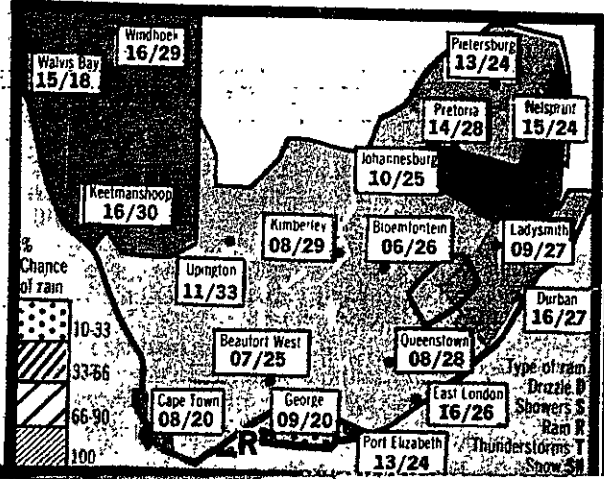 Windhoek
16/29
Walvis Bay
15/18
Pietersburg
13/24
Pretoria
14/28
Nelspruit
15/24
Johannesburg
10/25
Keetmanshoop
16/30
Kimberley
08/29
Bloemfontein
06/26
Ladysmith
09/27
Upington
11/33
Durban
16/27
%
Chance
of rain
10-33
33-66
66-90
100
Beaufort West
07/25
Queenstown
08/28
Cape Town
08/20
George
09/20
East London
16/26
Port Elizabeth
13/24
R
Type of rain
Drizzle D
Showers S
Rain R
Thunderstorms T
Snow SN